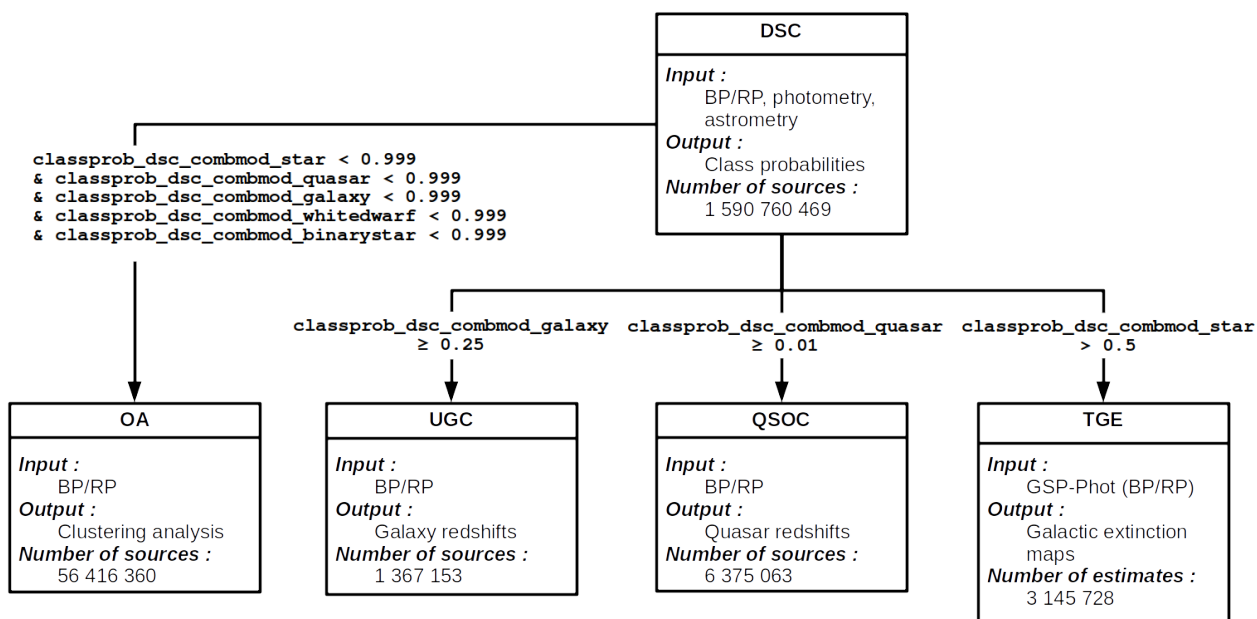 DSC
Input :
BP/RP, photometry,
astrometry
Output :
Class probabilities
Number of sources :
1 590 760 469
classprob_dsc_combmod_star < 0.999
& classprob_dsc_combmod_quasar < 0.999
& classprob_dsc_combmod_galaxy < 0.999
& classprob_dsc_combmod_whitedwarf < 0.999
& classprob_dsc_combmod_binarystar < 0.999
classprob_dsc_combmod_galaxy
≥ 0.25
classprob_dsc_combmod_quasar
≥ 0.01
classprob_dsc_combmod_star
> 0.5
OA
Input :
BP/RP
Output :
Clustering analysis
Number of sources :
56 416 360
UGC
Input :
BP/RP
Output :
Galaxy redshifts
Number of sources :
1 367 153
QSOC
Input :
BP/RP
Output :
Quasar redshifts
Number of sources :
6 375 063
TGE
Input :
GSP-Phot (BP/RP)
Output :
Galactic extinction
maps
Number of estimates :
3 145 728